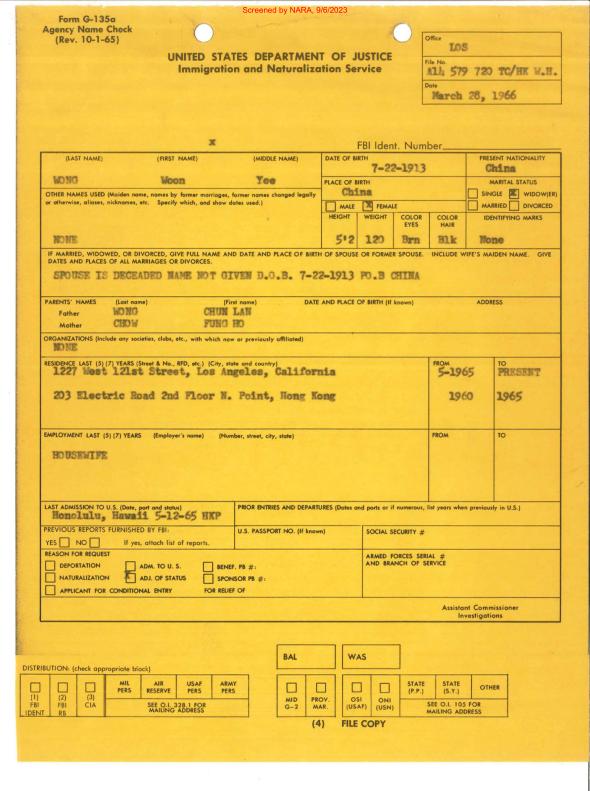 Screened by NARA, 9/6/2023
Form G-135a
Agency Name Check
(Rev. 10-1-65)
UNITED STATES DEPARTMENT OF JUSTICE
Immigration and Naturalization Service
Office
LOS
File No.
A14 579 720 TC/HK W.H.
Date
March 28, 1966
x
FBI Ident. Number
(LAST NAME) (FIRST NAME) (MIDDLE NAME)
WONG Woon Yee
DATE OF BIRTH
7-22-1913
PRESENT NATIONALITY
China
OTHER NAMES USED (Maiden name, names by former marriages, former names changed legally
or otherwise, aliases, nicknames, etc. Specify which, and show dates used.)
NONE
PLACE OF BIRTH
China
MARITAL STATUS
SINGLE X WIDOW(ER)
MARRIED DIVORCED
MALE X FEMALE
HEIGHT WEIGHT COLOR EYES COLOR HAIR IDENTIFYING MARKS
5'2 120 Brn Blk None
IF MARRIED, WIDOWED, OR DIVORCED, GIVE FULL NAME AND DATE AND PLACE OF BIRTH OF SPOUSE OR FORMER SPOUSE. INCLUDE WIFE'S MAIDEN NAME. GIVE
DATES AND PLACES OF ALL MARRIAGES OR DIVORCES.
SPOUSE IS DECEADED NAME NOT GIVEN D.O.B. 7-22-1913 PO.B CHINA
PARENTS' NAMES (Last name) (First name) DATE AND PLACE OF BIRTH (If known) ADDRESS
Father WONG CHUN LAN
Mother CHOW FUNG HO
ORGANIZATIONS (Include any societies, clubs, etc., with which now or previously affiliated)
NONE
RESIDENCE LAST (5) (7) YEARS (Street & No., RFD, etc.) (City, state and country) FROM TO
1227 West 121st Street, Los Angeles, California 5-1965 PRESENT
203 Electric Road 2nd Floor N. Point, Hong Kong 1960 1965
EMPLOYMENT LAST (5) (7) YEARS (Employer's name) (Number, street, city, state) FROM TO
HOUSEWIFE
LAST ADMISSION TO U.S. (Date, port and status)
Honolulu, Hawaii 5-12-65 HKP
PRIOR ENTRIES AND DEPARTURES (Dates and ports or if numerous, list years when previously in U.S.)
PREVIOUS REPORTS FURNISHED BY FBI:
YES NO If yes, attach list of reports.
U.S. PASSPORT NO. (If known)
SOCIAL SECURITY #
REASON FOR REQUEST
DEPORTATION ADM. TO U. S. BENEF. PB #:
NATURALIZATION X ADJ. OF STATUS SPONSOR PB #:
APPLICANT FOR CONDITIONAL ENTRY FOR RELIEF OF
ARMED FORCES SERIAL #
AND BRANCH OF SERVICE
Assistant Commissioner
Investigations
BAL WAS
DISTRIBUTION: (check appropriate block)
(1) FBI IDENT
(2) FBI RB
(3) CIA
MIL PERS AIR RESERVE USAF PERS ARMY PERS
SEE O.I. 328.1 FOR
MAILING ADDRESS
MID G-2
PROV. MAR.
OSI (USAF)
ONI (USN)
STATE (P.P.) STATE (S.Y.) OTHER
SEE O.I. 105 FOR
MAILING ADDRESS
(4) FILE COPY